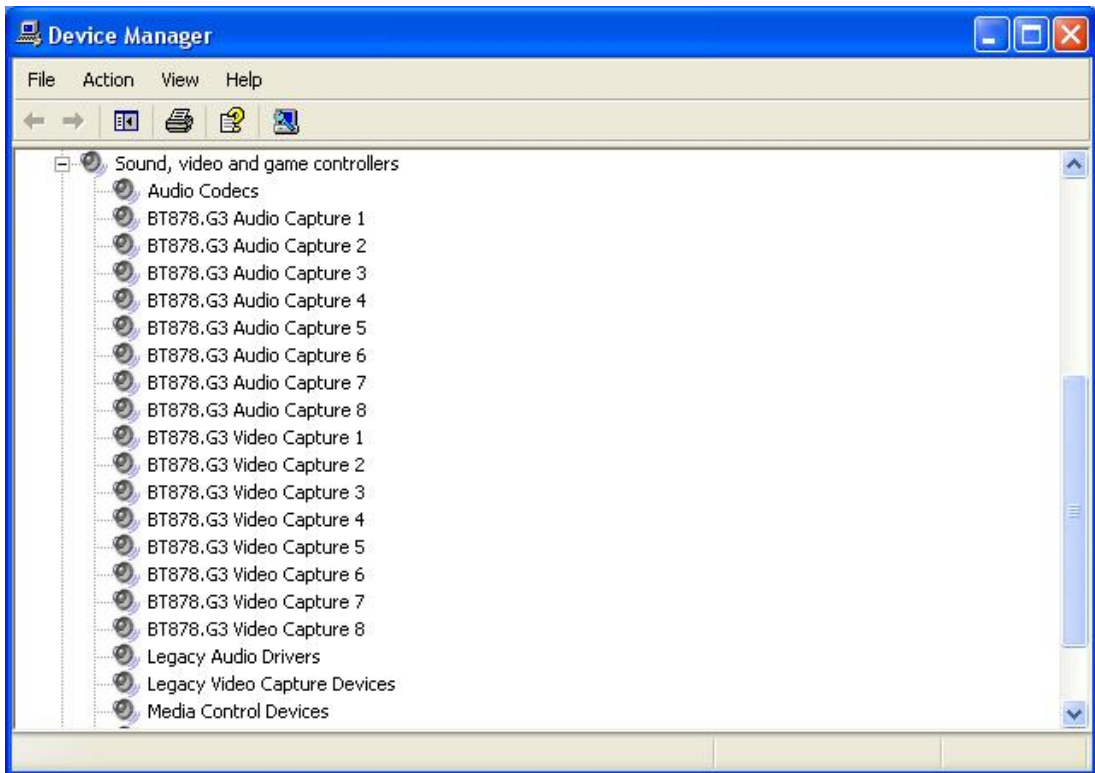 Device Manager
File Action View Help
Sound, video and game controllers
Audio Codecs
BT878.G3 Audio Capture 1
BT878.G3 Audio Capture 2
BT878.G3 Audio Capture 3
BT878.G3 Audio Capture 4
BT878.G3 Audio Capture 5
BT878.G3 Audio Capture 6
BT878.G3 Audio Capture 7
BT878.G3 Audio Capture 8
BT878.G3 Video Capture 1
BT878.G3 Video Capture 2
BT878.G3 Video Capture 3
BT878.G3 Video Capture 4
BT878.G3 Video Capture 5
BT878.G3 Video Capture 6
BT878.G3 Video Capture 7
BT878.G3 Video Capture 8
Legacy Audio Drivers
Legacy Video Capture Devices
Media Control Devices